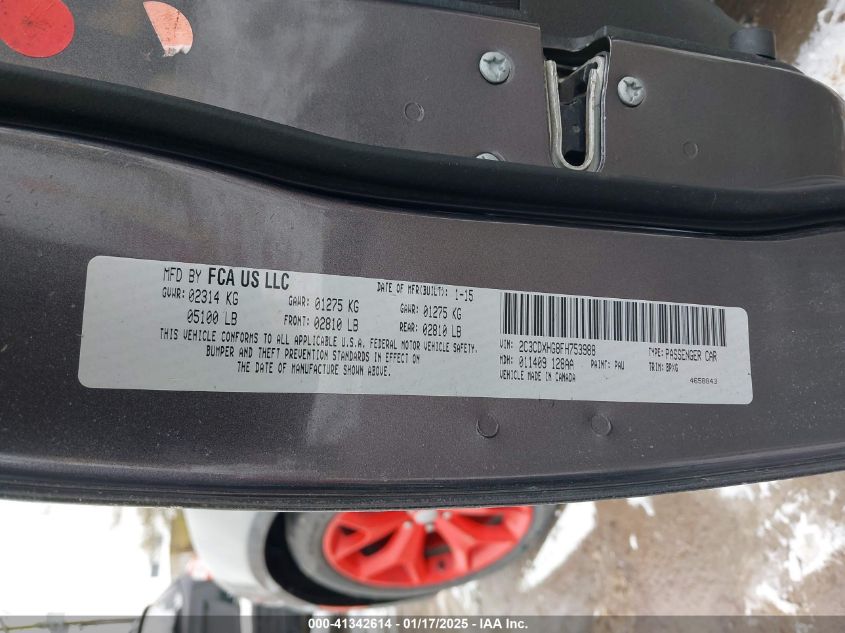 MFD BY FCA US LLC DATE OF MFR(BUILT): 1-15
GVWR: 02314 KG GAWR: 01275 KG GAWR: 01275 KG
05100 LB FRONT: 02810 LB REAR: 02810 LB
THIS VEHICLE CONFORMS TO ALL APPLICABLE U.S.A. FEDERAL MOTOR VEHICLE SAFETY,
BUMPER AND THEFT PREVENTION STANDARDS IN EFFECT ON
THE DATE OF MANUFACTURE SHOWN ABOVE.
VIN: 2C3CDXHG8FH753988 TYPE: PASSENGER CAR
MDH: 011409 128AA PAINT: PAU TRIM: BPXG
VEHICLE MADE IN CANADA 4658843
000-41342614 - 01/17/2025 - IAA Inc.